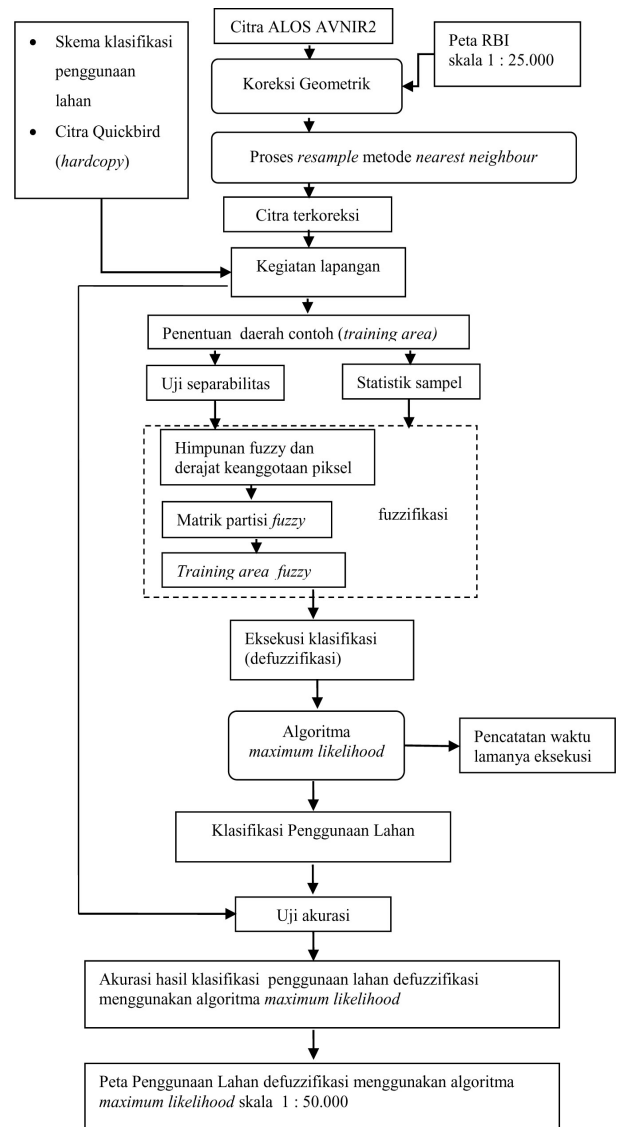 Citra ALOS AVNIR2
• Skema klasifikasi
penggunaan
lahan
• Citra Quickbird
(hardcopy)
Peta RBI
skala 1 : 25.000
Koreksi Geometrik
Proses resample metode nearest neighbour
Citra terkoreksi
Kegiatan lapangan
Penentuan daerah contoh (training area)
Uji separabilitas
Statistik sampel
Himpunan fuzzy dan
derajat keanggotaan piksel
fuzzifikasi
Matrik partisi fuzzy
Training area fuzzy
Eksekusi klasifikasi
(defuzzifikasi)
Algoritma
maximum likelihood
Pencatatan waktu
lamanya eksekusi
Klasifikasi Penggunaan Lahan
Uji akurasi
Akurasi hasil klasifikasi penggunaan lahan defuzzifikasi
menggunakan algoritma maximum likelihood
Peta Penggunaan Lahan defuzzifikasi menggunakan algoritma
maximum likelihood skala 1 : 50.000